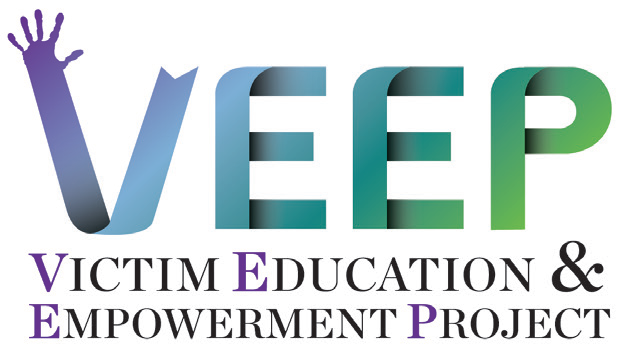 VEEP
VICTIM EDUCATION &
EMPOWERMENT PROJECT